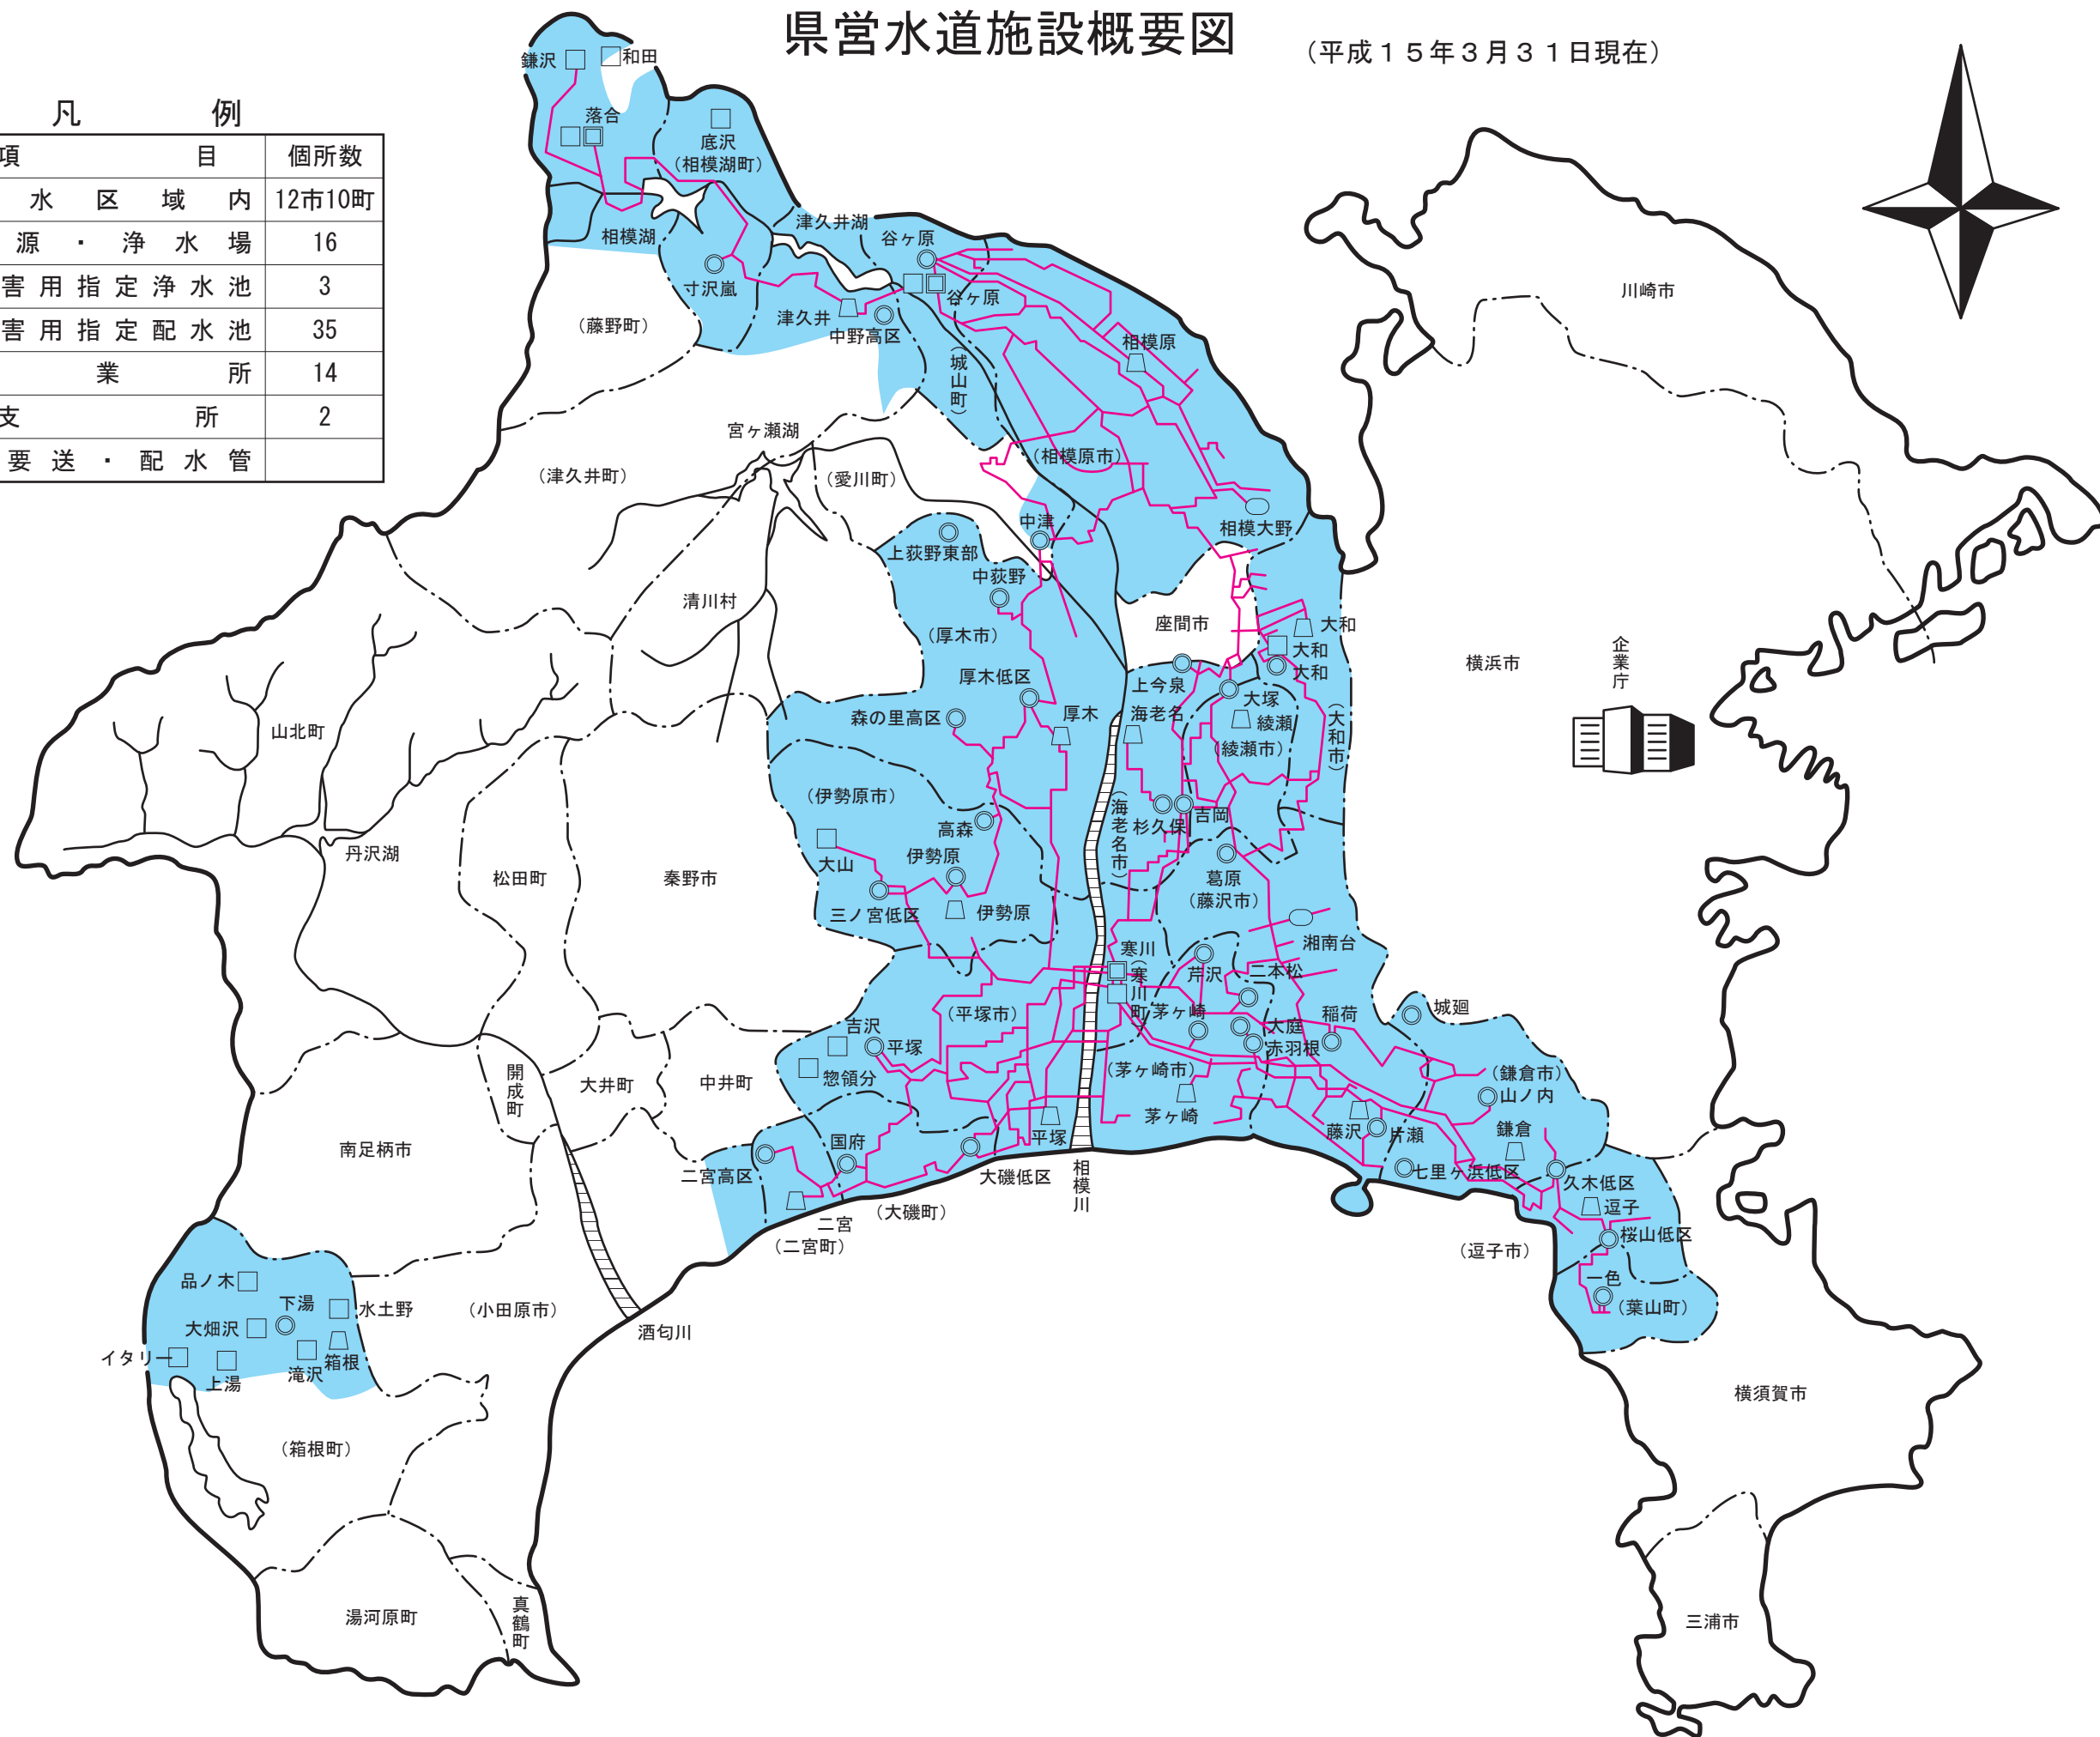 県営水道施設概要図
（平成１５年３月３１日現在）
凡 例
項 目 個所数
水 区 域 内 12市10町
源 ・ 浄 水 場 16
害 用 指 定 浄 水 池 3
害 用 指 定 配 水 池 35
業 所 14
支 所 2
要 送 ・ 配 水 管
鎌沢
和田
落合
底沢
（相模湖町）
相模湖
津久井湖
谷ヶ原
寸沢嵐
谷ヶ原
津久井
中野高区
（藤野町）
（城山町）
相模原
川崎市
宮ヶ瀬湖
（相模原市）
（津久井町）
（愛川町）
中津
相模大野
上荻野東部
中荻野
清川村
（厚木市）
座間市
大和
大和
大和
横浜市
企業庁
厚木低区
上今泉
大塚
森の里高区
厚木
海老名
綾瀬
（綾瀬市）
（大和市）
山北町
（伊勢原市）
（海老名市）
杉久保
吉岡
高森
丹沢湖
大山
伊勢原
松田町
秦野市
葛原
（藤沢市）
三ノ宮低区
伊勢原
湘南台
寒川
（寒川町
芹沢
二本松
（平塚市）
茅ヶ崎
稲荷
城廻
吉沢
平塚
大庭
赤羽根
惣領分
開成町
大井町
中井町
（茅ヶ崎市）
（鎌倉市）
山ノ内
茅ヶ崎
藤沢
片瀬
鎌倉
南足柄市
国府
平塚
二宮高区
大磯低区
相模川
七里ヶ浜低区
久木低区
逗子
（大磯町）
二宮
（二宮町）
桜山低区
（逗子市）
一色
（葉山町）
品ノ木
下湯
水土野
（小田原市）
大畑沢
酒匂川
イタリー
上湯
滝沢
箱根
横須賀市
（箱根町）
湯河原町
真鶴町
三浦市